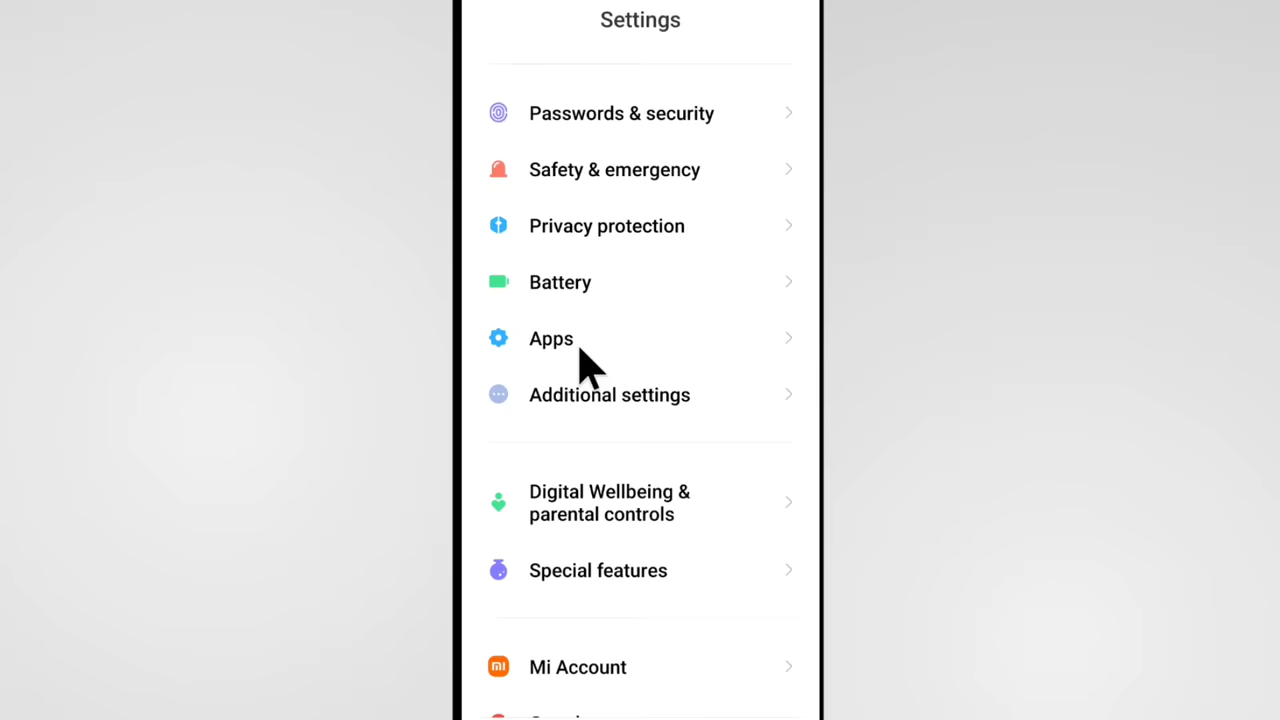 Settings
Passwords & security
Safety & emergency
Privacy protection
Battery
Apps
Additional settings
Digital Wellbeing &
parental controls
Special features
mi Mi Account